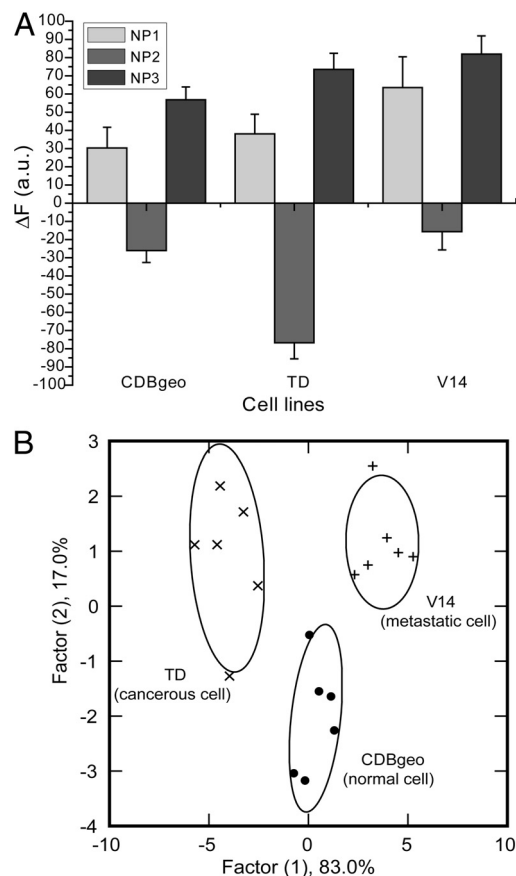 A
100
90
80
70
60
50
40
30
20
10
0
-10
-20
-30
-40
-50
-60
-70
-80
-90
-100
ΔF (a.u.)
NP1
NP2
NP3
CDBgeo TD V14
Cell lines
B
3
2
1
0
-1
-2
-3
-4
Factor (2), 17.0%
V14
(metastatic cell)
TD
(cancerous cell)
CDBgeo
(normal cell)
-10 -5 0 5 10
Factor (1), 83.0%